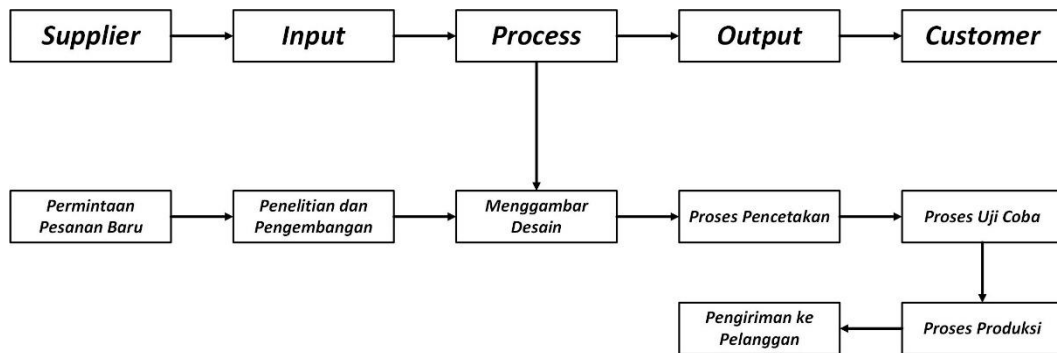 Supplier
Input
Process
Output
Customer
Permintaan
Pesanan Baru
Penelitian dan
Pengembangan
Menggambar
Desain
Proses Pencetakan
Proses Uji Coba
Pengiriman ke
Pelanggan
Proses Produksi